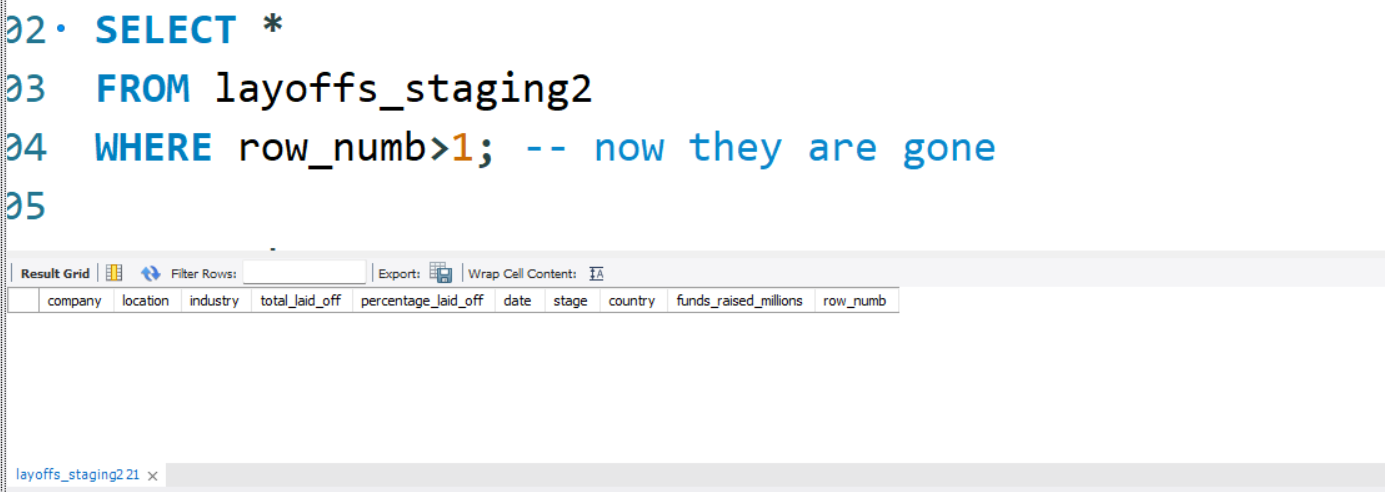 02 SELECT *
03 FROM layoffs_staging2
04 WHERE row_numb>1; -- now they are gone
05
Result Grid Filter Rows: Export: Wrap Cell Content: IA
company location industry total_laid_off percentage_laid_off date stage country funds_raised_millions row_numb
layoffs_staging2 21 ×